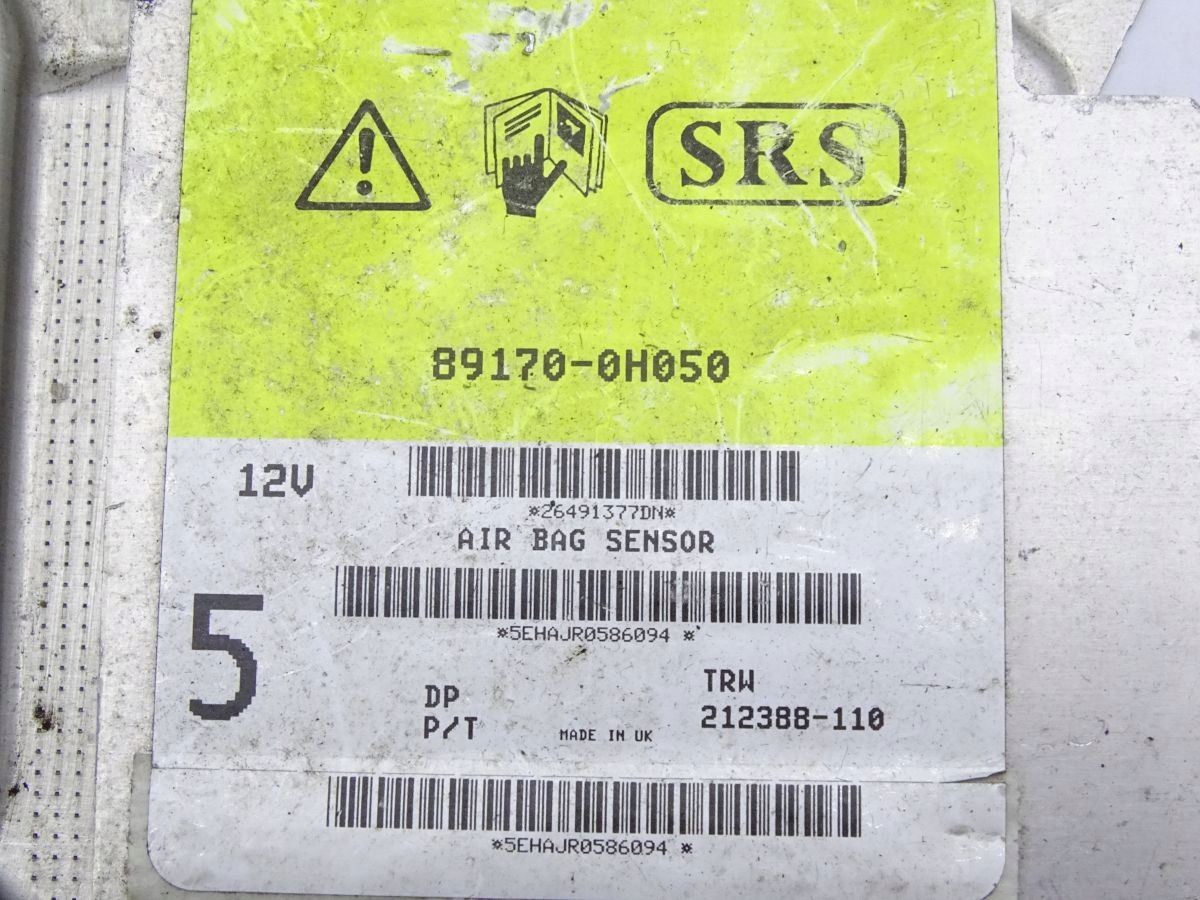 SRS
89170-0H050
12V
*26491377DN*
AIR BAG SENSOR
*5EHAJR0586094 *
5
DP
TRW
P/T
MADE IN UK
212388-110
*5EHAJR0586094 *